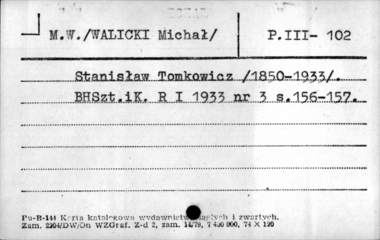 M.W./WALICKI Michał/ P.III- 102
Stanisław Tomkowicz /1850-1933/.
BHSzt.iK. R I 1933 nr 3 s.156-157.
Pu-B-144 Karta katalogowa wydawnictw i zwartych.
Zam. 2204/DW/On WZGraf. Z-d 2, zam. 14/79, 7 400 000, 74 X 120